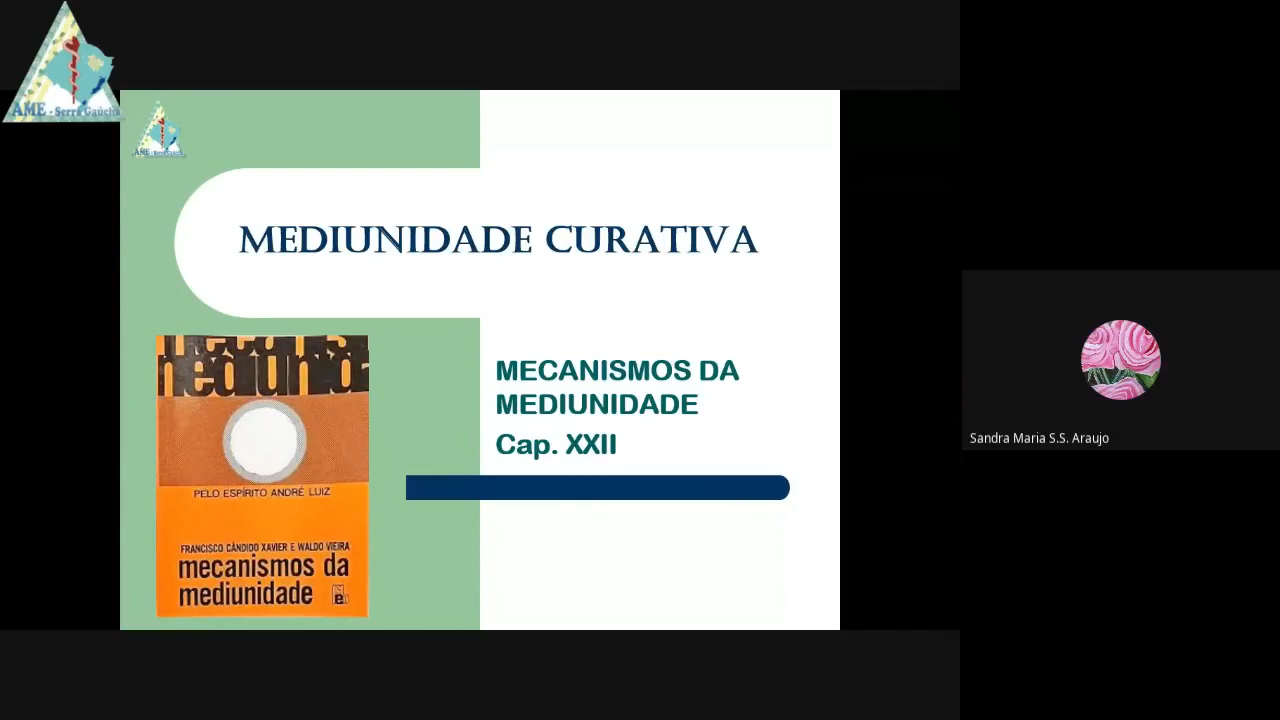 AME - Serra Gaúcha
MEDIUNIDADE CURATIVA
MECANISMOS DA
MEDIUNIDADE
Cap. XXII
PELO ESPÍRITO ANDRÉ LUIZ
FRANCISCO CÂNDIDO XAVIER E WALDO VIEIRA
mecanismos da
mediunidade
Sandra Maria S.S. Araujo